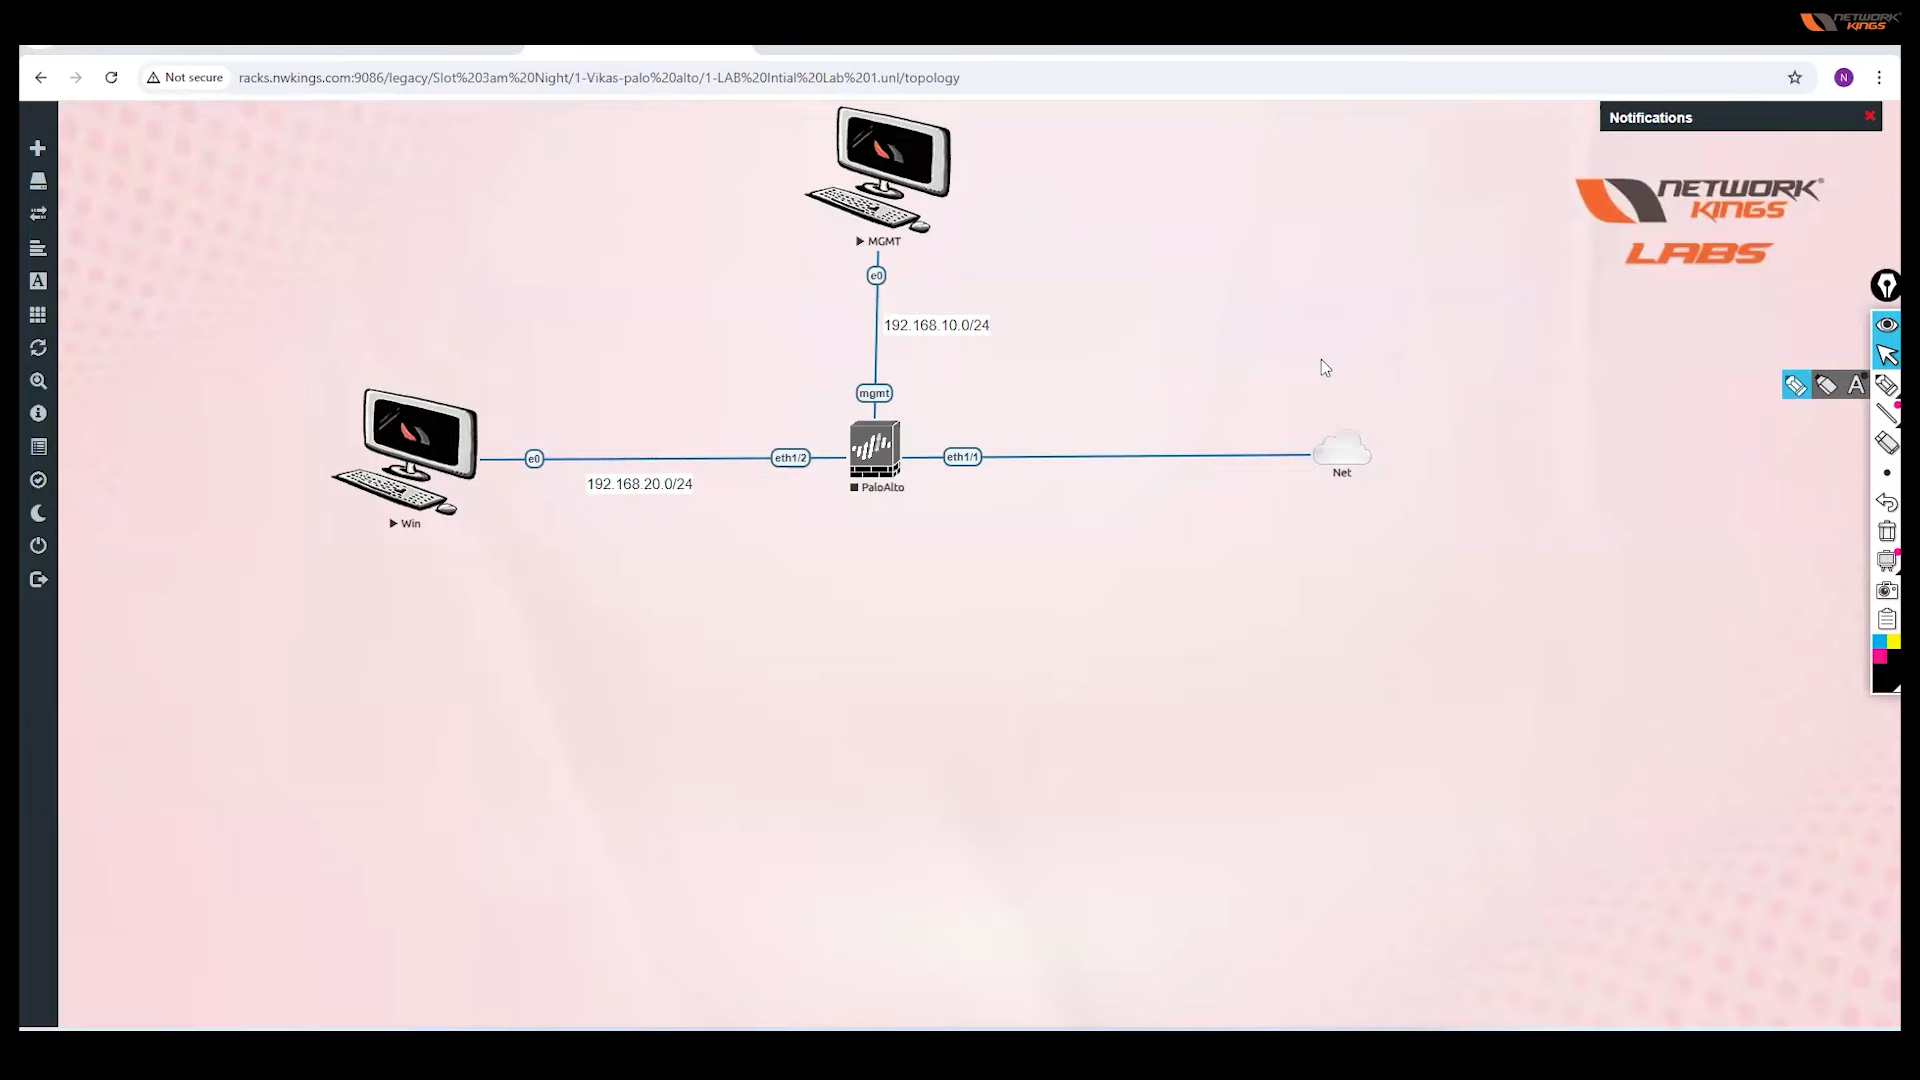 NETWORK KINGS
Not secure
racks.nwkings.com:9086/legacy/Slot%203am%20Night/1-Vikas-palo%20alto/1-LAB%20Intial%20Lab%201.unl/topology
N
Notifications
NETWORK
KINGS
LABS
MGMT
e0
192.168.10.0/24
mgmt
A
A
e0
eth1/2
eth1/1
Net
192.168.20.0/24
PaloAlto
Win